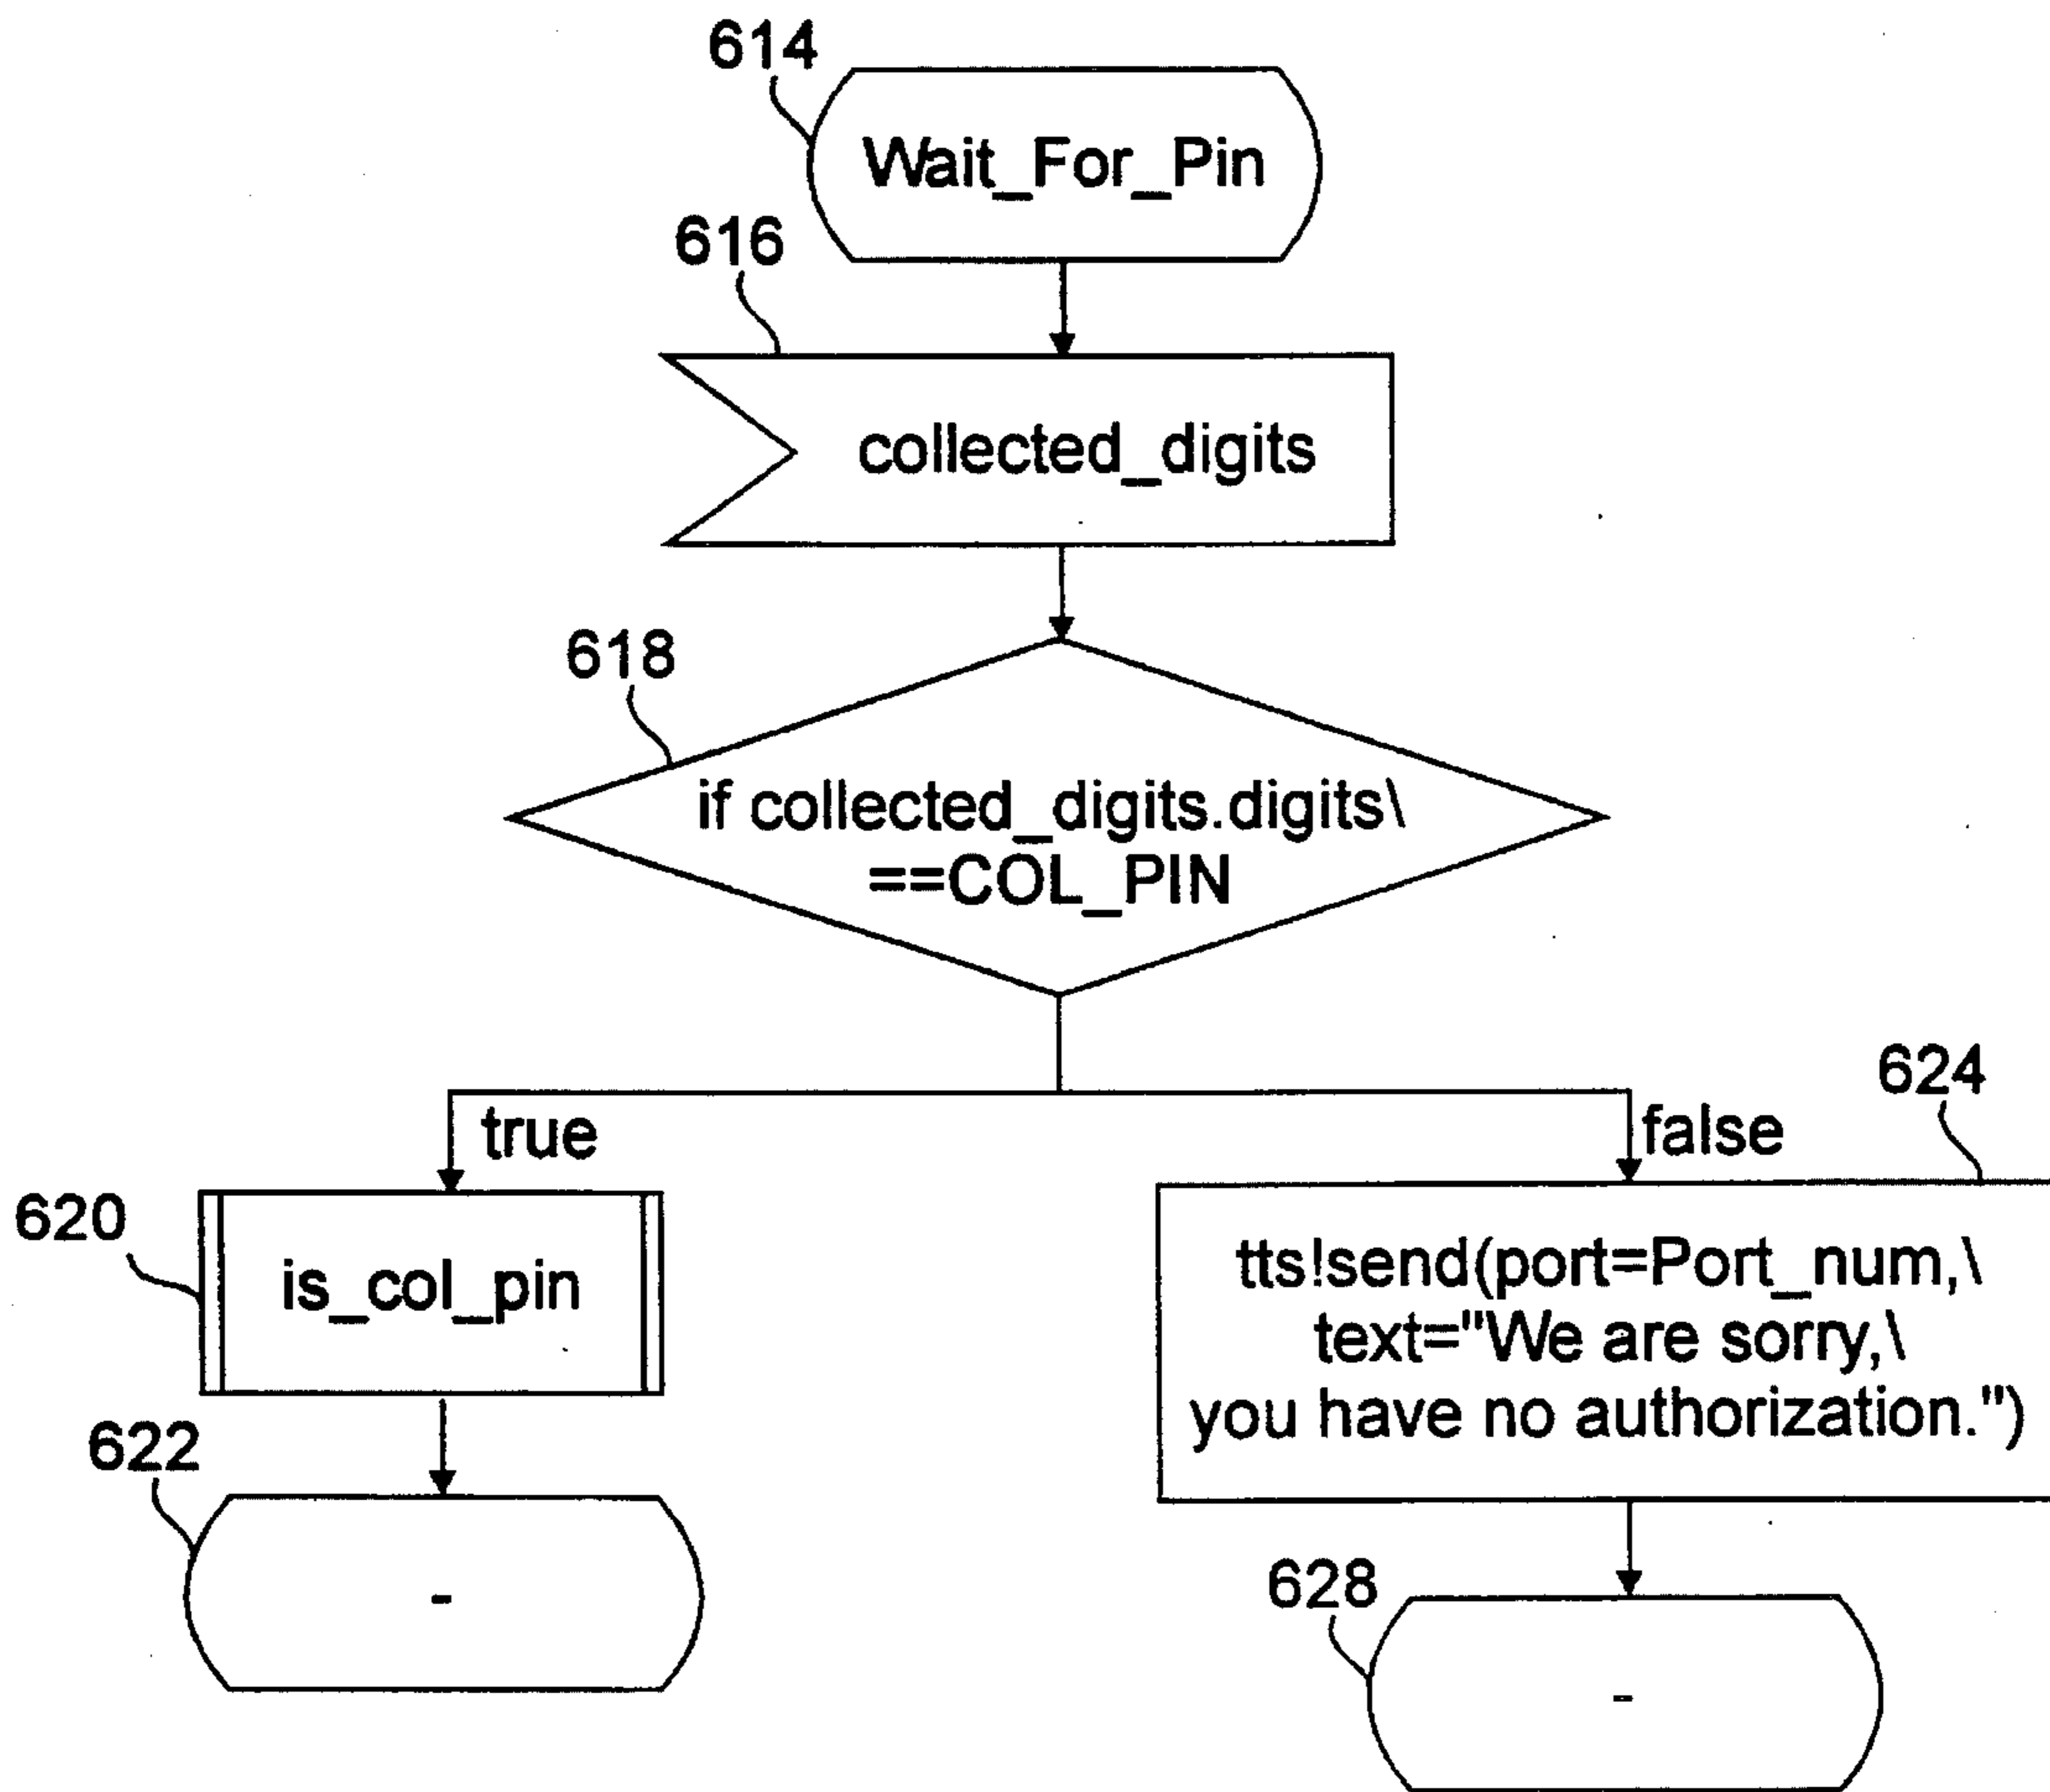 614
Wait_For_Pin
616
collected_digits
618
if collected_digits.digits\
==COL_PIN
true
false
624
620
is_col_pin
tts!send(port=Port_num,\
text="We are sorry,\
you have no authorization.")
622
-
628
-